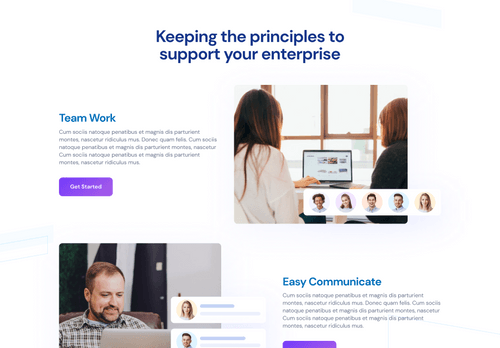 Keeping the principles to
support your enterprise
Team Work
Cum sociis natoque penatibus et magnis dis parturient
montes, nascetur ridiculus mus. Donec quam felis. Cum sociis
natoque penatibus et magnis dis parturient montes, nascetur
Cum sociis natoque penatibus et magnis dis parturient
montes, nascetur ridiculus mus.
Get Started
Easy Communicate
Cum sociis natoque penatibus et magnis dis parturient
montes, nascetur ridiculus mus. Donec quam felis. Cum sociis
natoque penatibus et magnis dis parturient montes, nascetur
Cum sociis natoque penatibus et magnis dis parturient
montes, nascetur ridiculus mus.